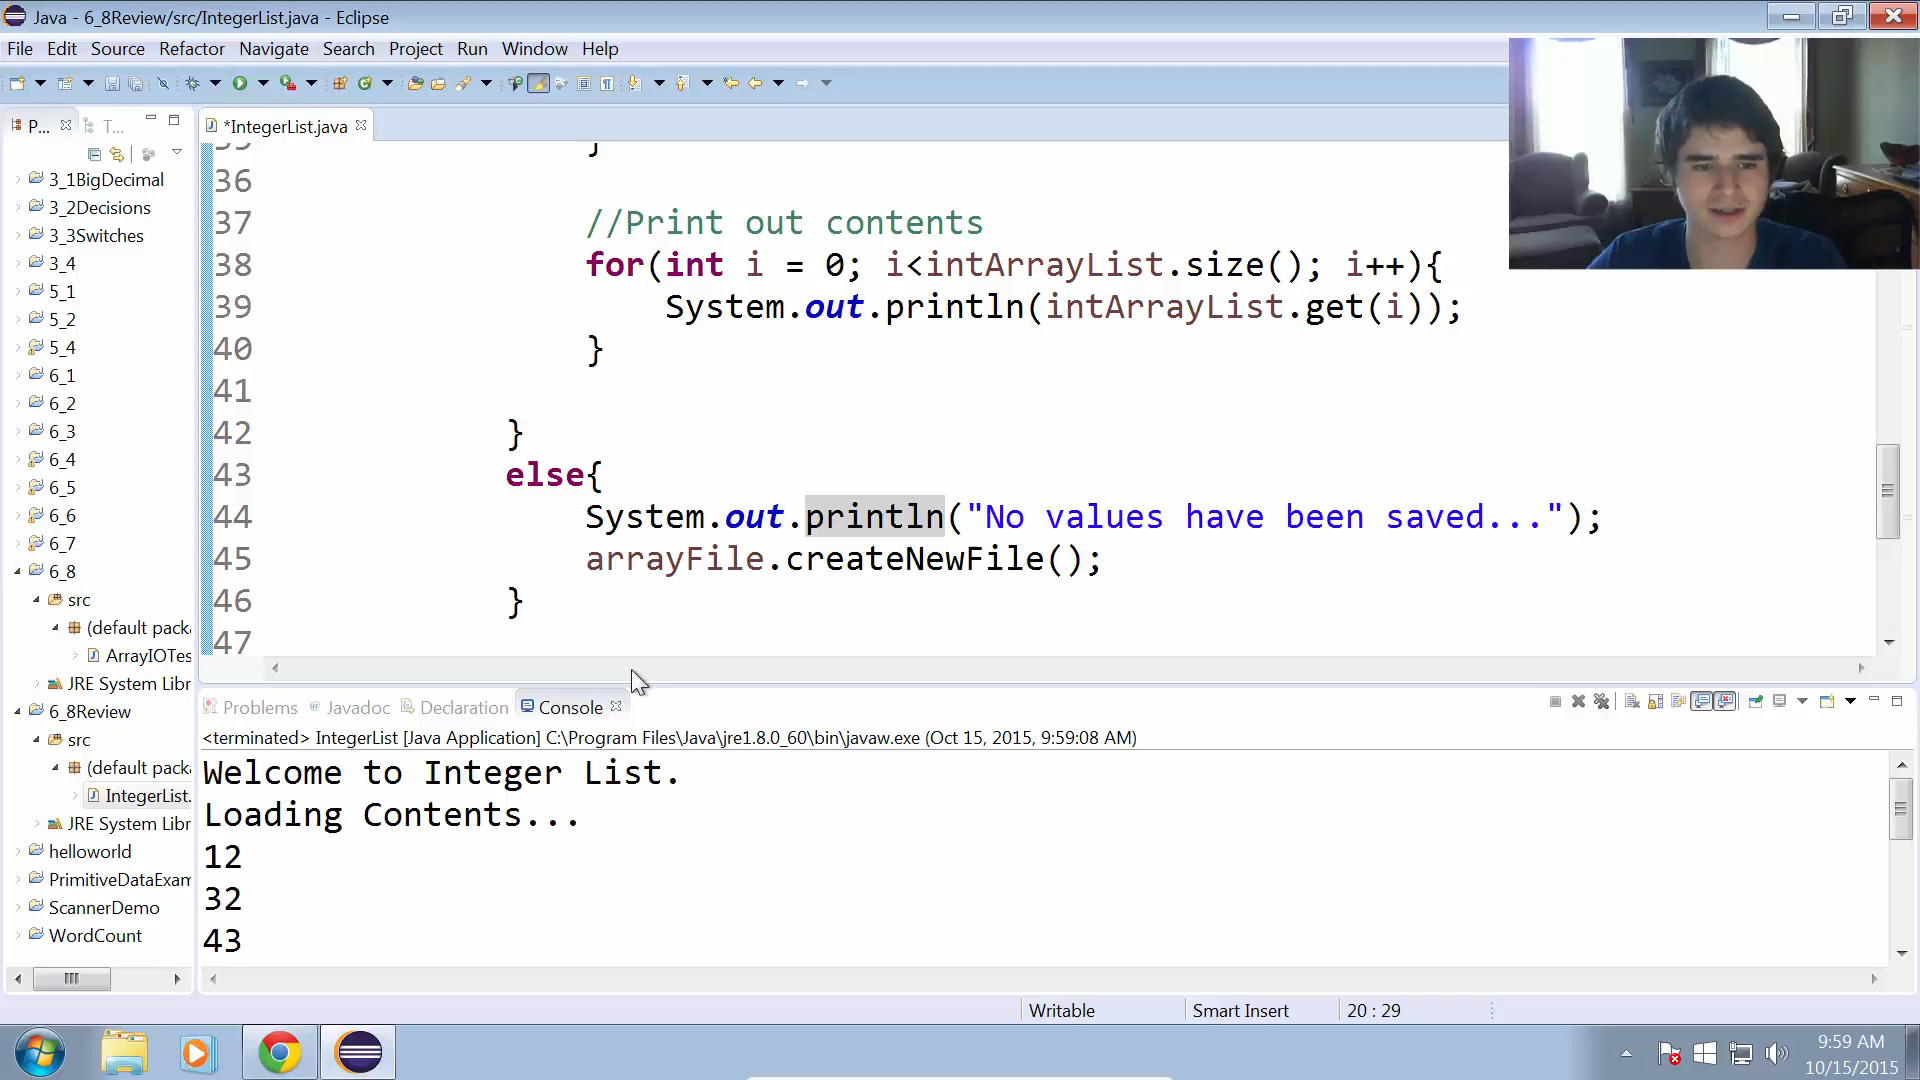 Java - 6_8Review/src/IntegerList.java - Eclipse
File Edit Source Refactor Navigate Search Project Run Window Help
P... T... *IntegerList.java
3_1BigDecimal
3_2Decisions
3_3Switches
3_4
5_1
5_2
5_4
6_1
6_2
6_3
6_4
6_5
6_6
6_7
6_8
src
(default packa
ArrayIOTes
JRE System Libr
6_8Review
src
(default packa
IntegerList.
JRE System Libr
helloworld
PrimitiveDataExam
ScannerDemo
WordCount
35 }
36
37 //Print out contents
38 for(int i = 0; i<intArrayList.size(); i++){
39 System.out.println(intArrayList.get(i));
40 }
41
42 }
43 else{
44 System.out.println("No values have been saved...");
45 arrayFile.createNewFile();
46 }
47
Problems @ Javadoc Declaration Console
<terminated> IntegerList [Java Application] C:\Program Files\Java\jre1.8.0_60\bin\javaw.exe (Oct 15, 2015, 9:59:08 AM)
Welcome to Integer List.
Loading Contents...
12
32
43
Writable Smart Insert 20 : 29
9:59 AM
10/15/2015